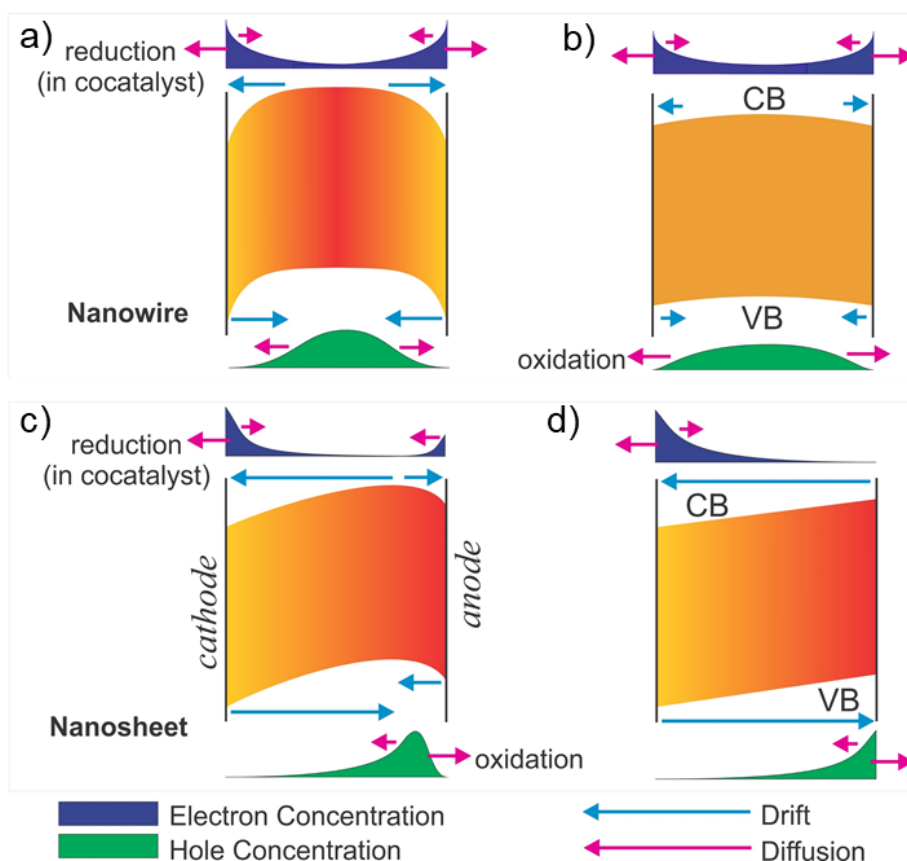 a)
reduction
(in cocatalyst)
Nanowire
b)
CB
VB
oxidation
c)
reduction
(in cocatalyst)
cathode
anode
Nanosheet
oxidation
d)
CB
VB
Electron Concentration
Drift
Hole Concentration
Diffusion